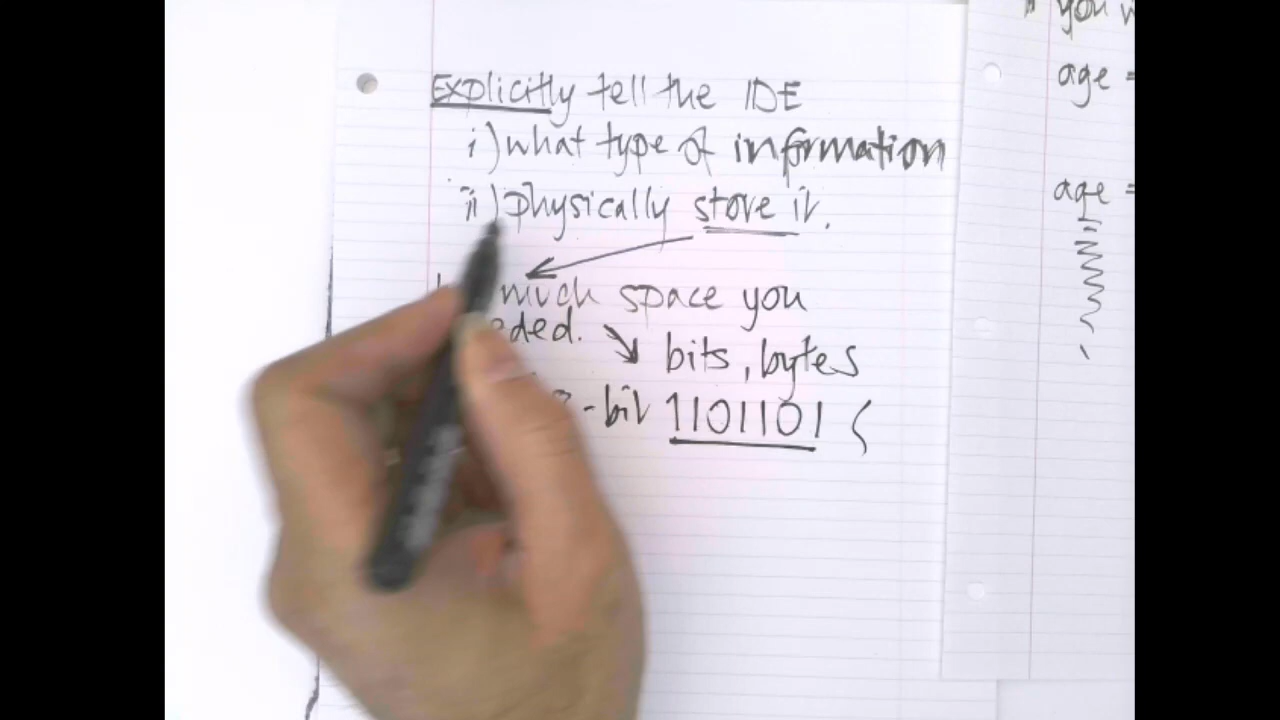 Explicitly tell the IDE
i) what type of information
ii) physically store it.
much space you
bits, bytes
-bit 1101101 (
you
age =
age =